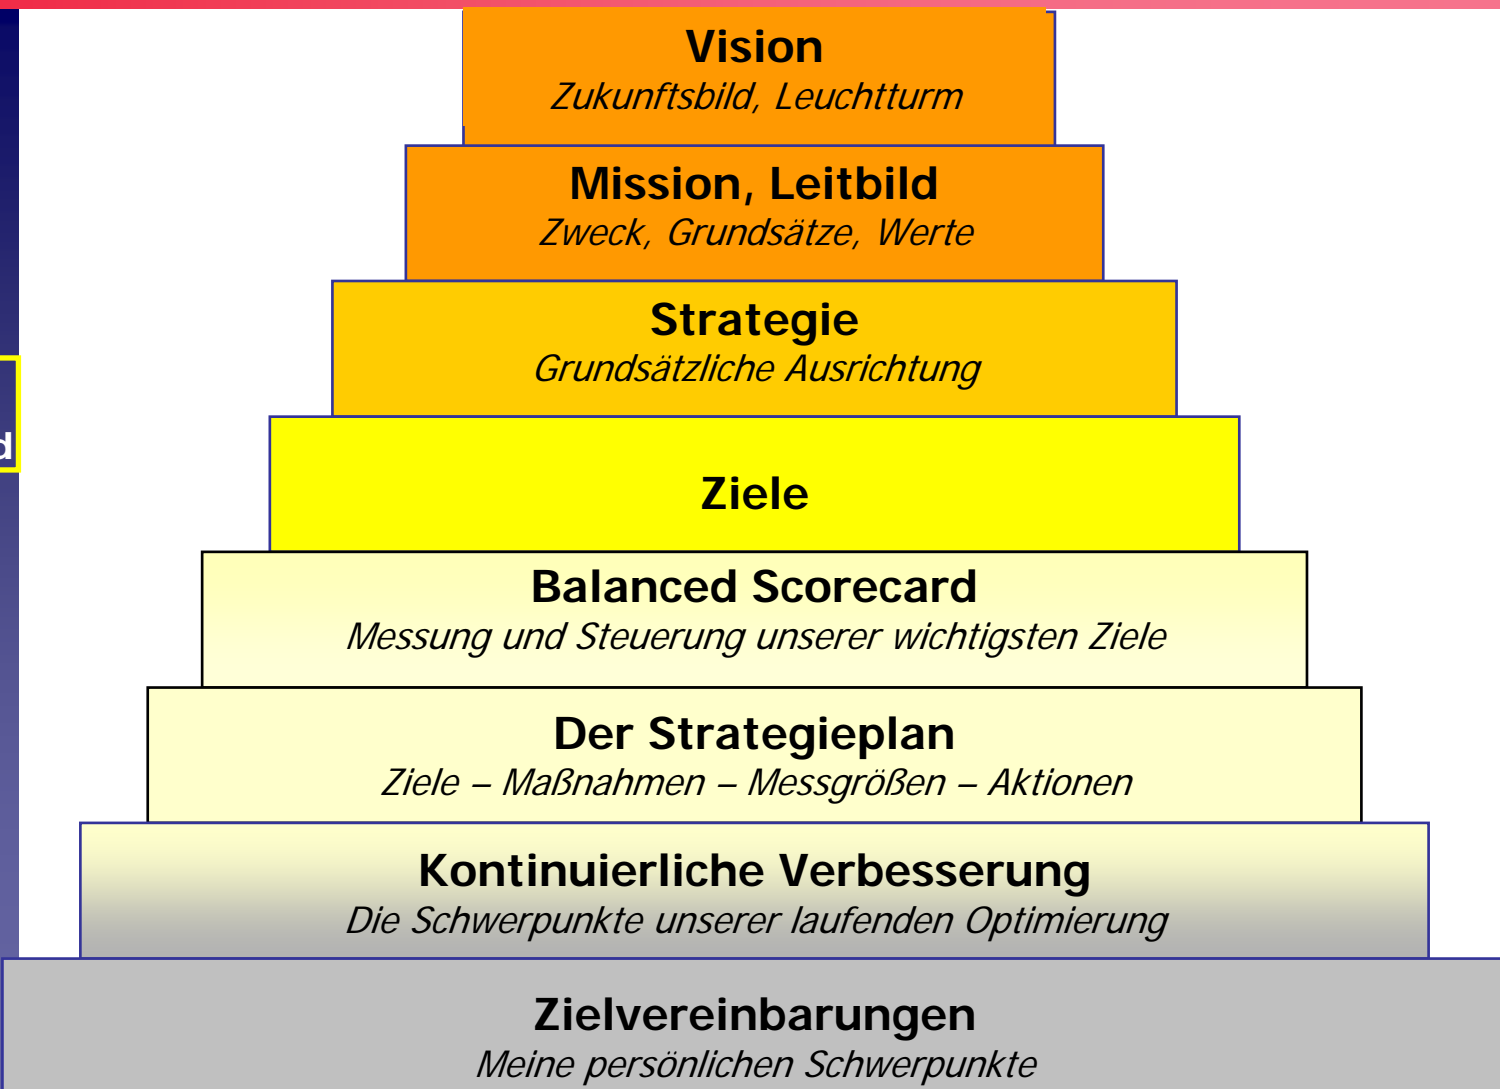 Vision
Zukunftsbild, Leuchtturm
Mission, Leitbild
Zweck, Grundsätze, Werte
Strategie
Grundsätzliche Ausrichtung
d
Ziele
Balanced Scorecard
Messung und Steuerung unserer wichtigsten Ziele
Der Strategieplan
Ziele – Maßnahmen – Messgrößen – Aktionen
Kontinuierliche Verbesserung
Die Schwerpunkte unserer laufenden Optimierung
Zielvereinbarungen
Meine persönlichen Schwerpunkte